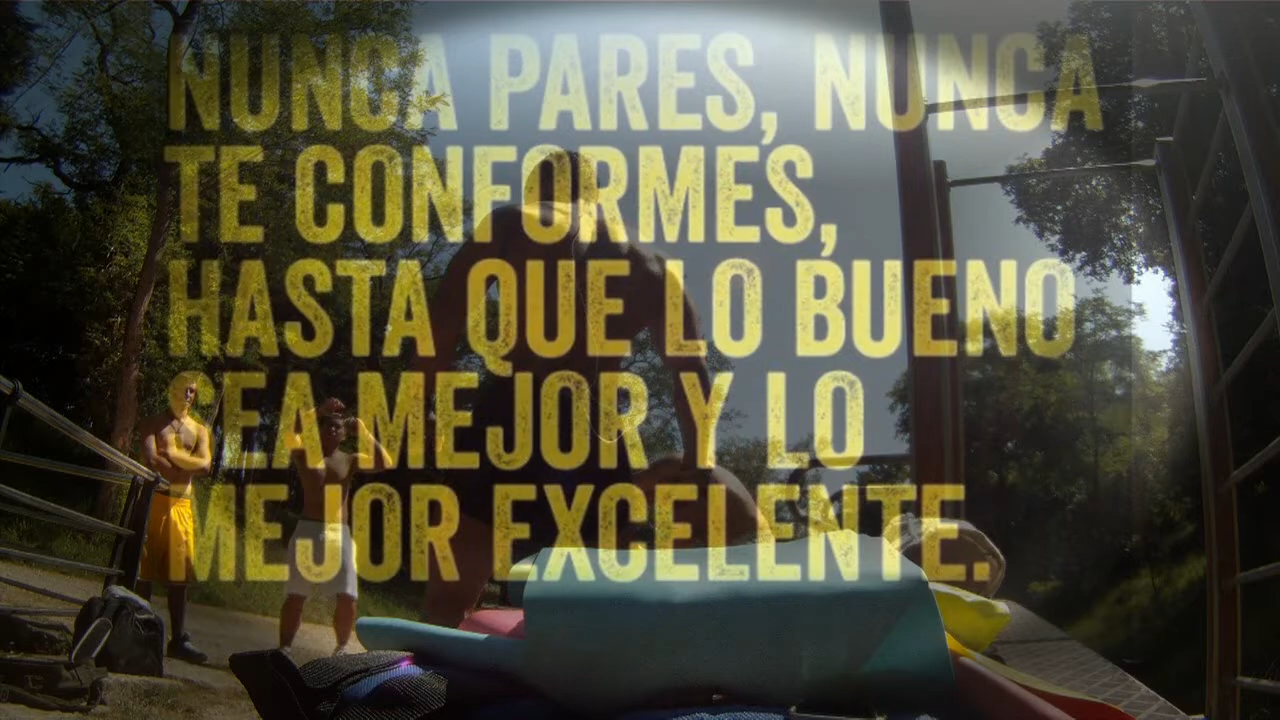 NUNCA PARES, NUNCA
TE CONFORMES,
HASTA QUE LO BUENO
SEA MEJOR Y LO
MEJOR EXCELENTE.